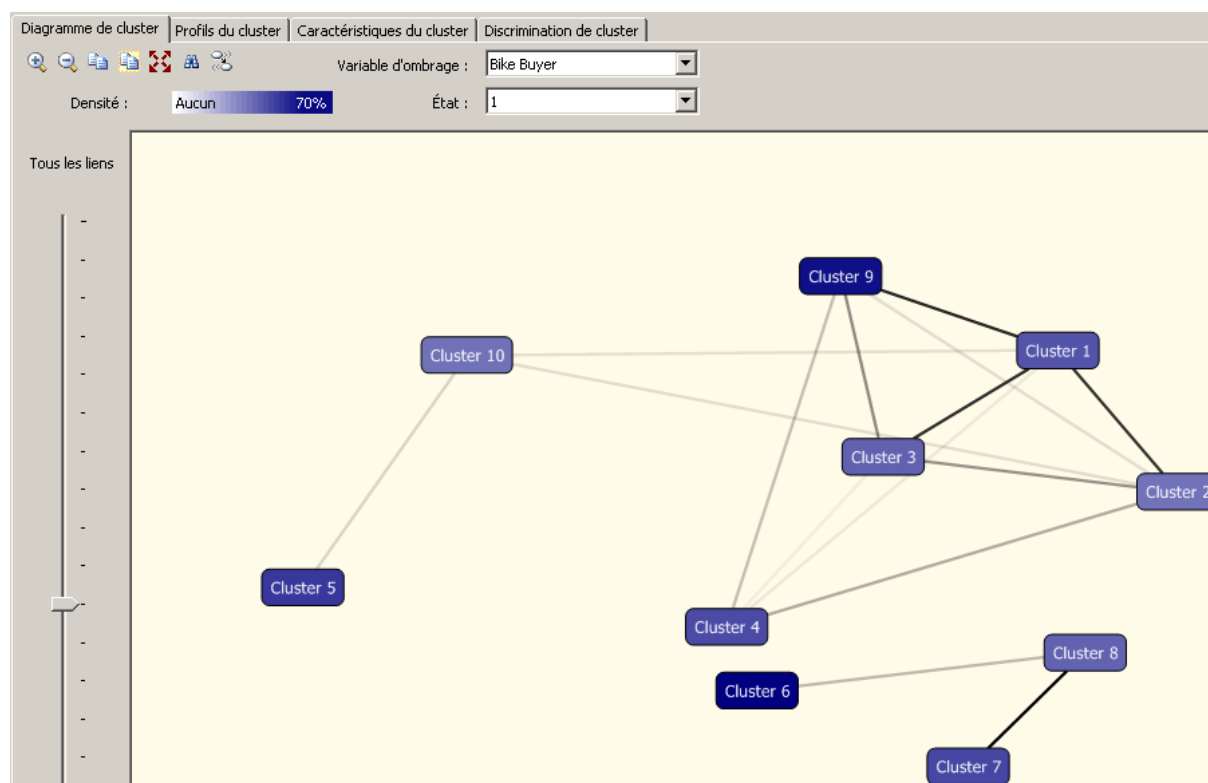 Diagramme de cluster Profils du cluster Caractéristiques du cluster Discrimination de cluster
Variable d'ombrage : Bike Buyer
Densité : Aucun 70% État : 1
Tous les liens
Cluster 9
Cluster 1
Cluster 10
Cluster 3
Cluster 2
Cluster 5
Cluster 4
Cluster 8
Cluster 6
Cluster 7